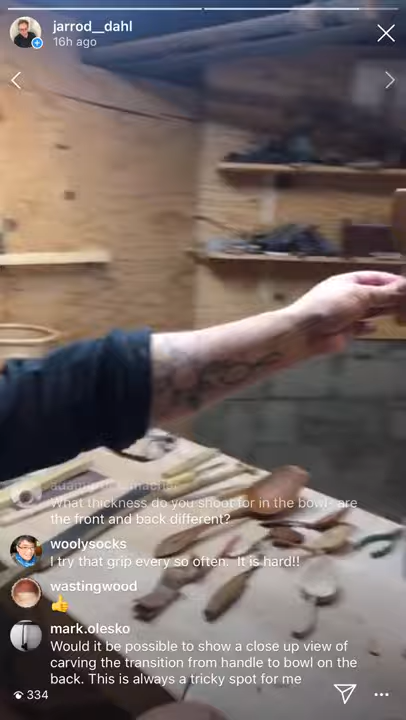 jarrod__dahl
16h ago
What thickness do you shoot for in the bowl- are
the front and back different?
woolysocks
I try that grip every so often. It is hard!!
wastingwood
👍
mark.olesko
Would it be possible to show a close up view of
carving the transition from handle to bowl on the
back. This is always a tricky spot for me
334